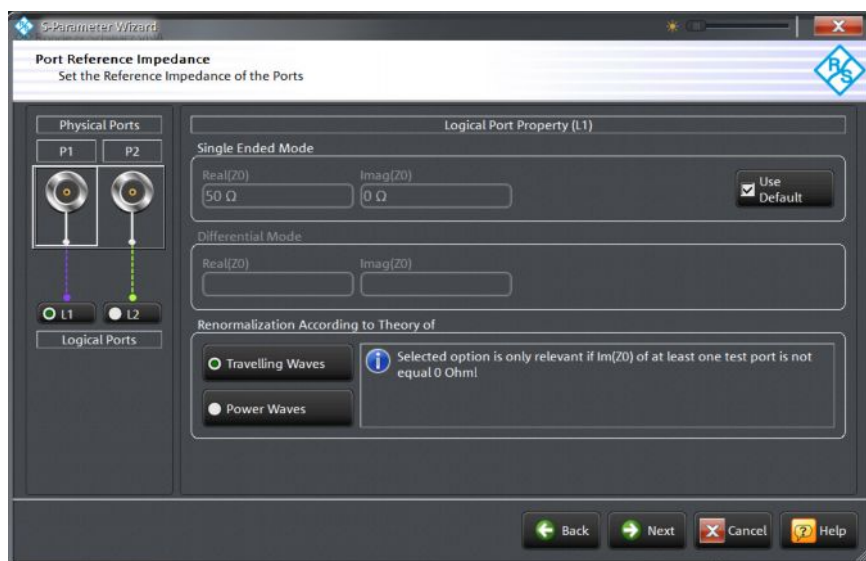 S-Parameter Wizard
Port Reference Impedance
Set the Reference Impedance of the Ports
R&S
Physical Ports
P1 P2
L1 L2
Logical Ports
Logical Port Property (L1)
Single Ended Mode
Real(Z0) Imag(Z0)
50 Ω 0 Ω
Use
Default
Differential Mode
Real(Z0) Imag(Z0)
Renormalization According to Theory of
Travelling Waves
Power Waves
Selected option is only relevant if Im(Z0) of at least one test port is not
equal 0 Ohm!
Back Next Cancel Help